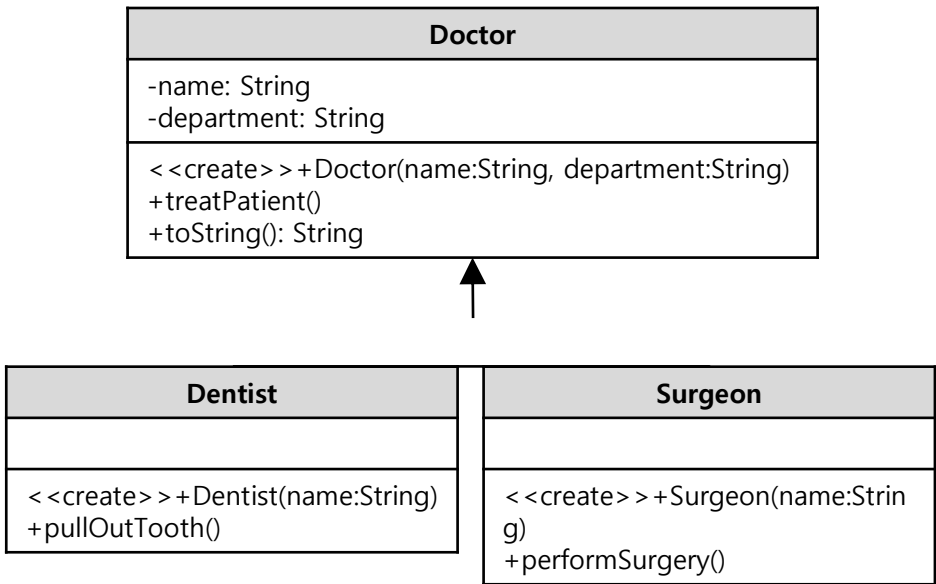 Doctor
-name: String
-department: String
<<create>>+Doctor(name:String, department:String)
+treatPatient()
+toString(): String
Dentist
<<create>>+Dentist(name:String)
+pullOutTooth()
Surgeon
<<create>>+Surgeon(name:Strin
g)
+performSurgery()